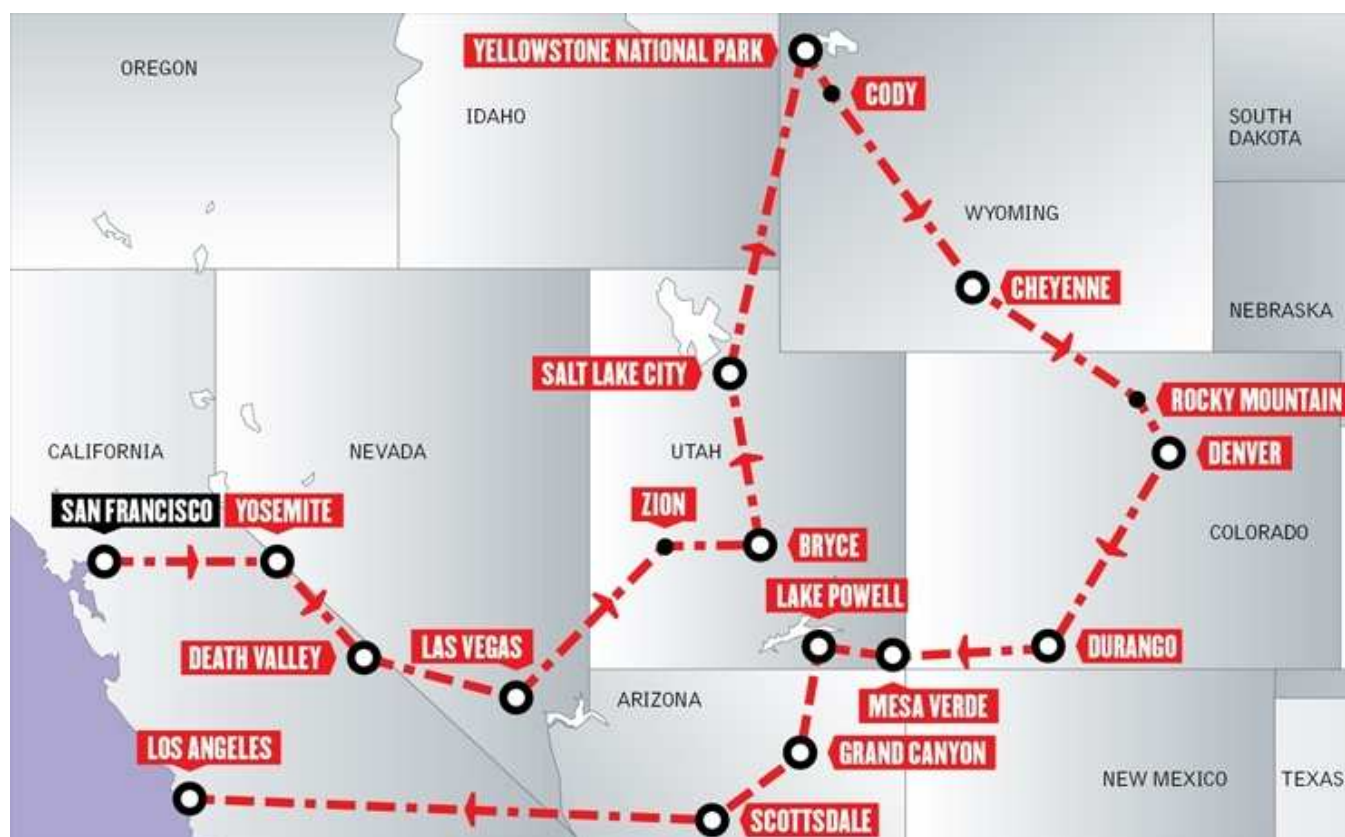 YELLOWSTONE NATIONAL PARK
OREGON
CODY
IDAHO
SOUTH
DAKOTA
WYOMING
CHEYENNE
NEBRASKA
SALT LAKE CITY
ROCKY MOUNTAIN
CALIFORNIA
NEVADA
UTAH
DENVER
SAN FRANCISCO
YOSEMITE
ZION
COLORADO
BRYCE
LAKE POWELL
DEATH VALLEY
LAS VEGAS
DURANGO
ARIZONA
MESA VERDE
LOS ANGELES
GRAND CANYON
NEW MEXICO
TEXAS
SCOTTSDALE